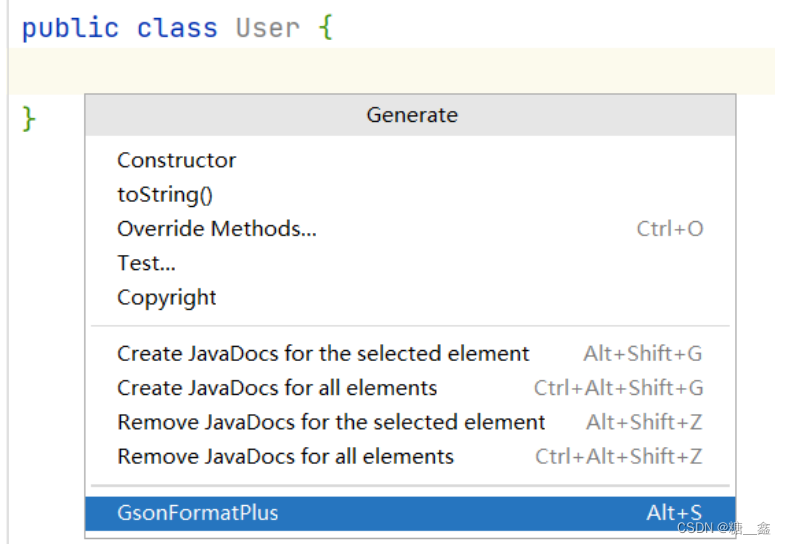 public class User {
}
Generate
Constructor
toString()
Override Methods... Ctrl+O
Test...
Copyright
Create JavaDocs for the selected element Alt+Shift+G
Create JavaDocs for all elements Ctrl+Alt+Shift+G
Remove JavaDocs for the selected element Alt+Shift+Z
Remove JavaDocs for all elements Ctrl+Alt+Shift+Z
GsonFormatPlus Alt+S
CSDN @糖__鑫